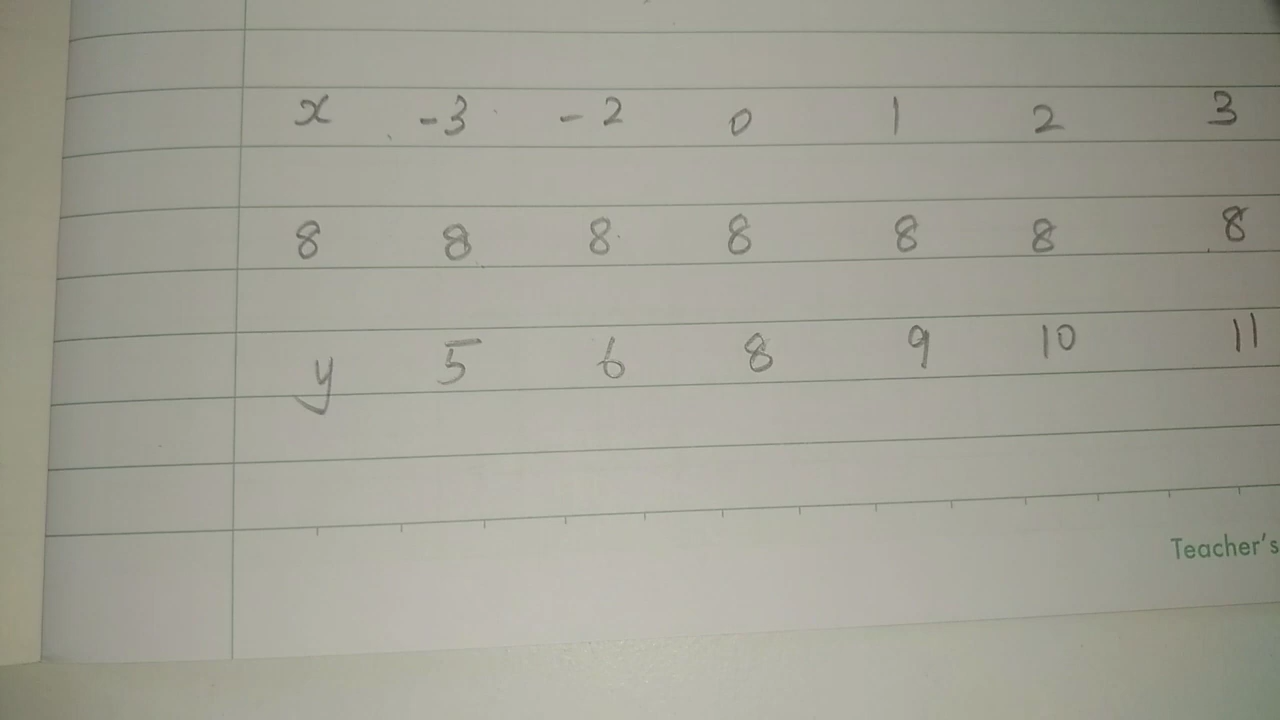 x -3 -2 0 1 2 3
8 8 8 8 8 8 8
y 5 6 8 9 10 11
Teacher's